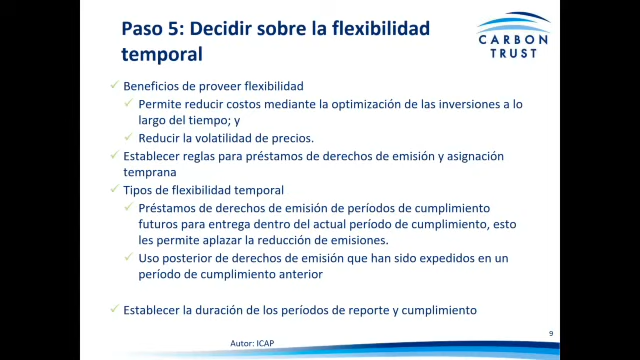 Paso 5: Decidir sobre la flexibilidad
temporal
CARBON
TRUST
Beneficios de proveer flexibilidad
Permite reducir costos mediante la optimización de las inversiones a lo
largo del tiempo; y
Reducir la volatilidad de precios.
Establecer reglas para préstamos de derechos de emisión y asignación
temprana
Tipos de flexibilidad temporal
Préstamos de derechos de emisión de períodos de cumplimiento
futuros para entrega dentro del actual período de cumplimiento, esto
les permite aplazar la reducción de emisiones.
Uso posterior de derechos de emisión que han sido expedidos en un
período de cumplimiento anterior
Establecer la duración de los períodos de reporte y cumplimiento
9
Autor: ICAP